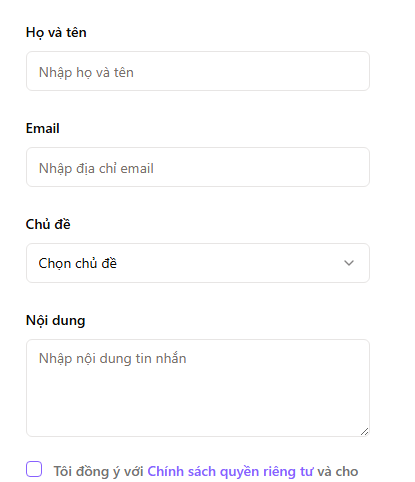 Họ và tên
Nhập họ và tên
Email
Nhập địa chỉ email
Chủ đề
Chọn chủ đề
Nội dung
Nhập nội dung tin nhắn
Tôi đồng ý với Chính sách quyền riêng tư và cho